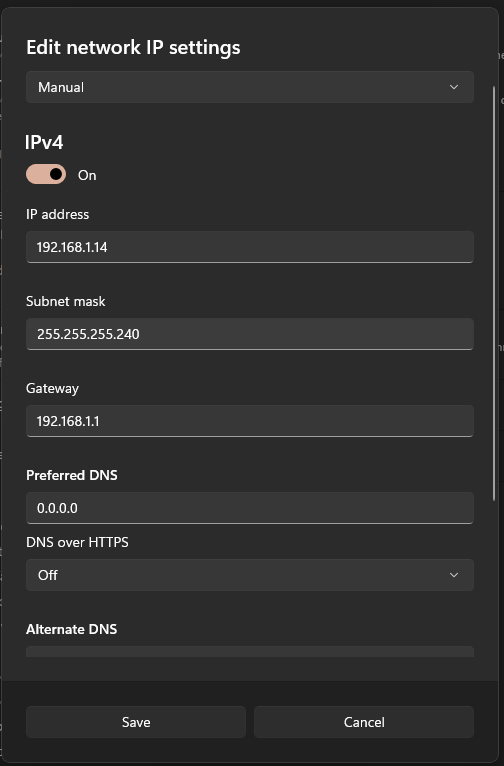 Edit network IP settings
Manual
IPv4
On
IP address
192.168.1.14
Subnet mask
255.255.255.240
Gateway
192.168.1.1
Preferred DNS
0.0.0.0
DNS over HTTPS
Off
Alternate DNS
Save
Cancel